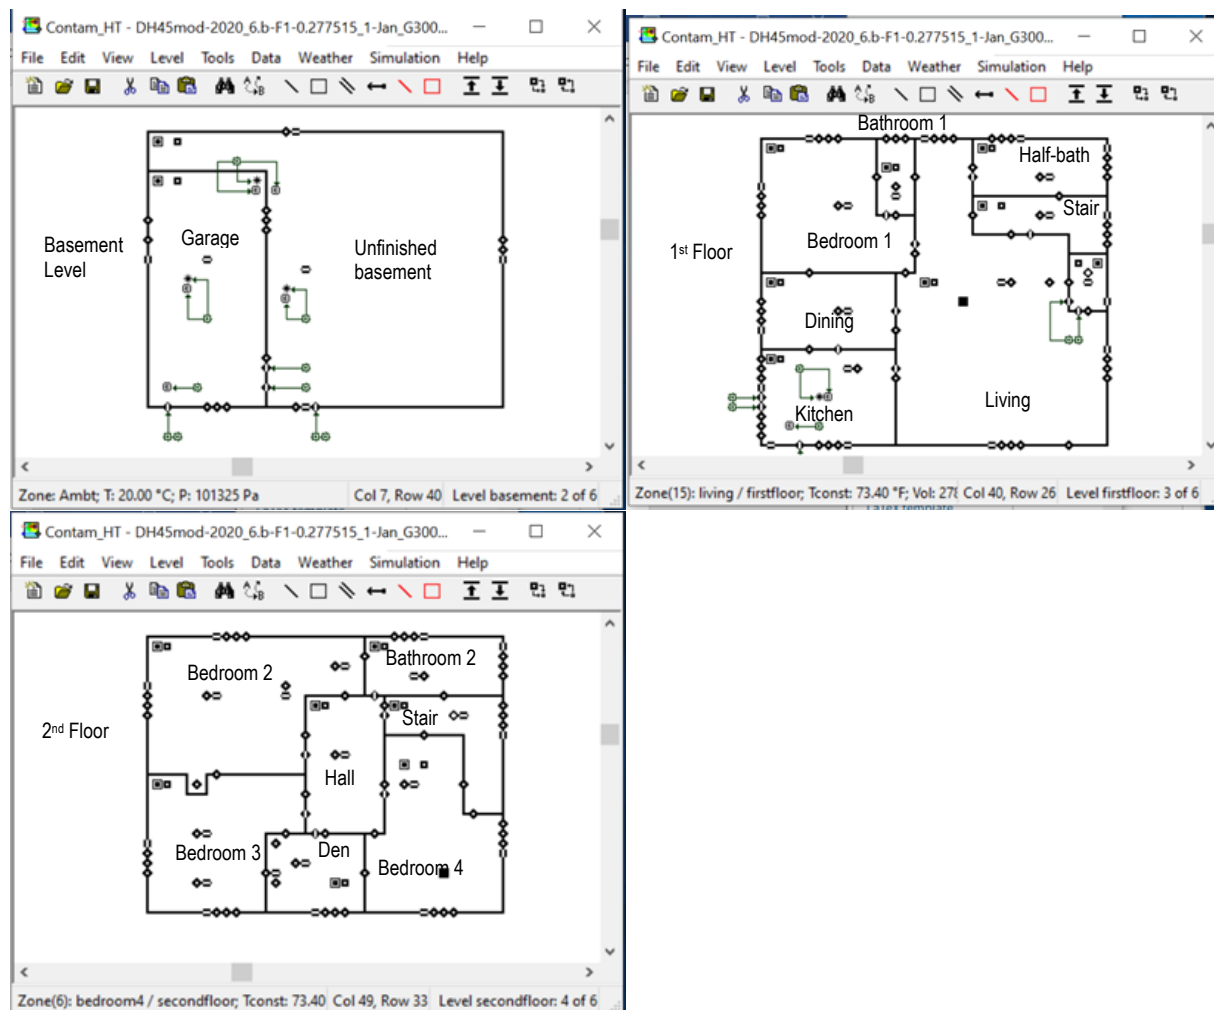 Contam_HT - DH45mod-2020_6.b-F1-0.277515_1-Jan_G300...
File Edit View Level Tools Data Weather Simulation Help
Basement
Level
Garage
Unfinished
basement
Zone: Ambt; T: 20.00 °C; P: 101325 Pa Col 7, Row 40 Level basement: 2 of 6
Contam_HT - DH45mod-2020_6.b-F1-0.277515_1-Jan_G300...
File Edit View Level Tools Data Weather Simulation Help
Bathroom 1
Half-bath
Stair
Bedroom 1
1st Floor
Dining
Living
Kitchen
Zone(15): living / firstfloor; Tconst: 73.40 °F; Vol: 278 Col 40, Row 26 Level firstfloor: 3 of 6
Contam_HT - DH45mod-2020_6.b-F1-0.277515_1-Jan_G300...
File Edit View Level Tools Data Weather Simulation Help
Bathroom 2
Bedroom 2
Stair
2nd Floor
Hall
Den
Bedroom 3
Bedroom 4
Zone(6): bedroom4 / secondfloor; Tconst: 73.40 Col 49, Row 33 Level secondfloor: 4 of 6